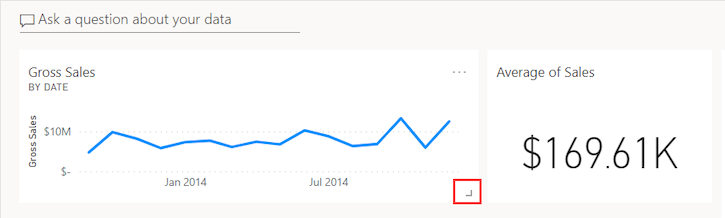 Ask a question about your data
Gross Sales
BY DATE
...
Gross Sales
$10M
$-
Jan 2014
Jul 2014
Average of Sales
$169.61K